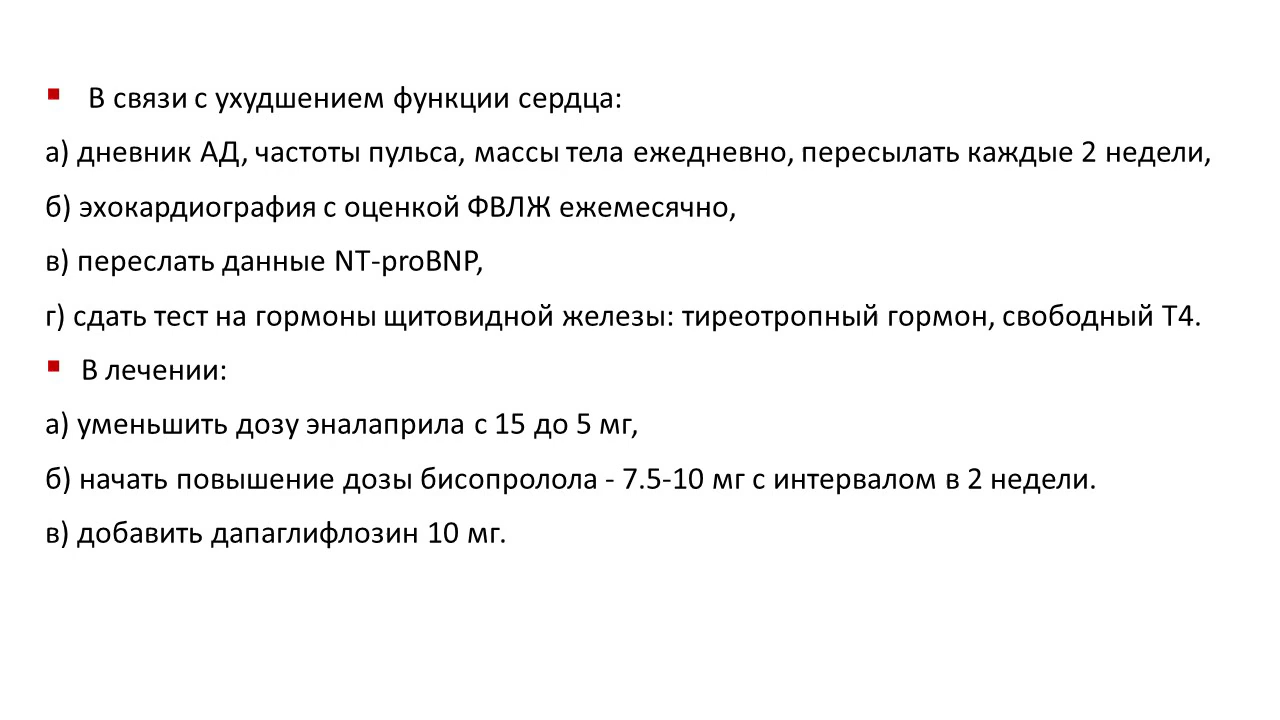 ▪ В связи с ухудшением функции сердца:
а) дневник АД, частоты пульса, массы тела ежедневно, пересылать каждые 2 недели,
б) эхокардиография с оценкой ФВЛЖ ежемесячно,
в) переслать данные NT-proBNP,
г) сдать тест на гормоны щитовидной железы: тиреотропный гормон, свободный Т4.
▪ В лечении:
а) уменьшить дозу эналаприла с 15 до 5 мг,
б) начать повышение дозы бисопролола - 7.5-10 мг с интервалом в 2 недели.
в) добавить дапаглифлозин 10 мг.